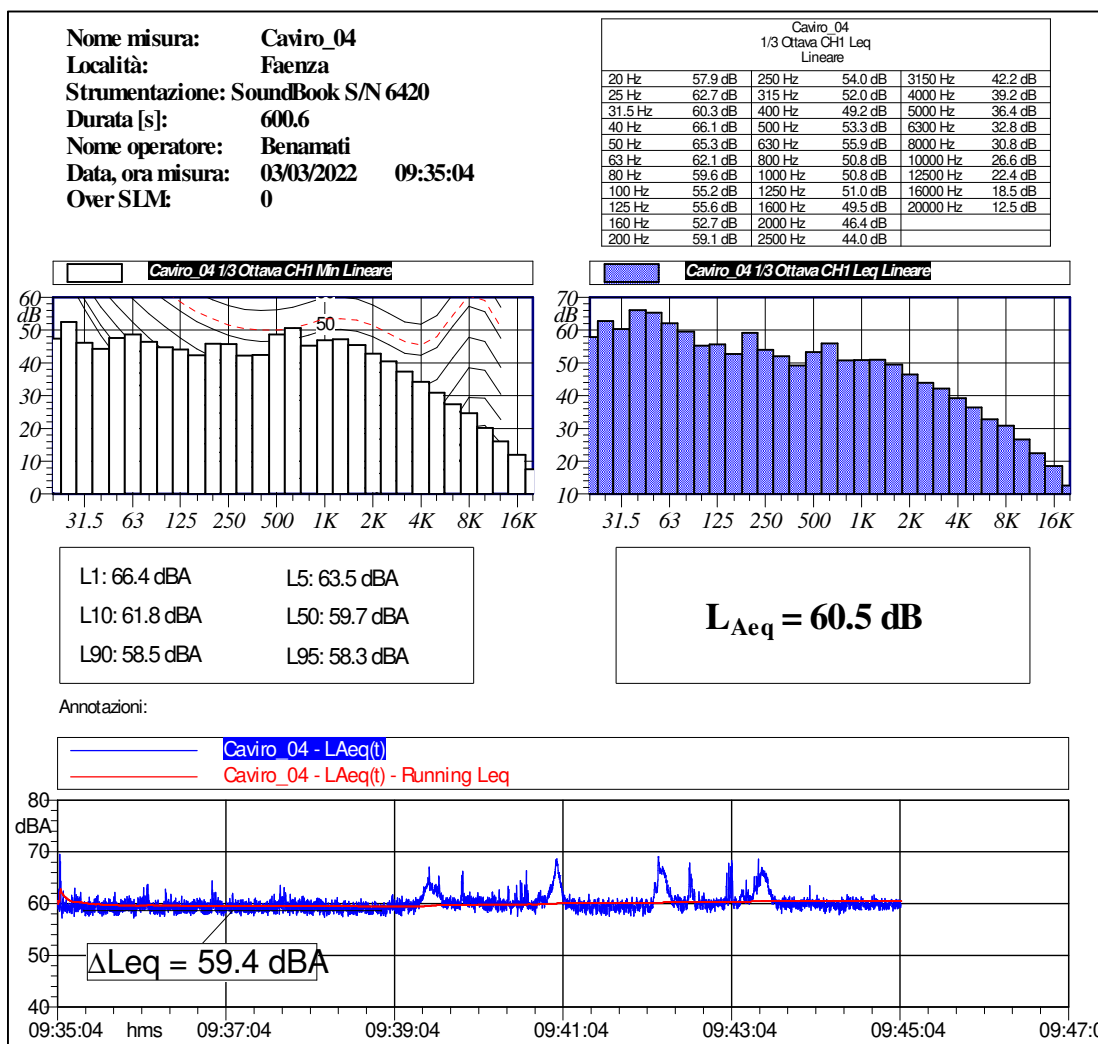 Nome misura: Caviro_04
Località: Faenza
Strumentazione: SoundBook S/N 6420
Durata [s]: 600.6
Nome operatore: Benamati
Data, ora misura: 03/03/2022 09:35:04
Over SLM: 0
Caviro_04
1/3 Ottava CH1 Leq
Lineare
20 Hz 57.9 dB 250 Hz 54.0 dB 3150 Hz 42.2 dB
25 Hz 62.7 dB 315 Hz 52.0 dB 4000 Hz 39.2 dB
31.5 Hz 60.3 dB 400 Hz 49.2 dB 5000 Hz 36.4 dB
40 Hz 66.1 dB 500 Hz 53.3 dB 6300 Hz 32.8 dB
50 Hz 65.3 dB 630 Hz 55.9 dB 8000 Hz 30.8 dB
63 Hz 62.1 dB 800 Hz 50.8 dB 10000 Hz 26.6 dB
80 Hz 59.6 dB 1000 Hz 50.8 dB 12500 Hz 22.4 dB
100 Hz 55.2 dB 1250 Hz 51.0 dB 16000 Hz 18.5 dB
125 Hz 55.6 dB 1600 Hz 49.5 dB 20000 Hz 12.5 dB
160 Hz 52.7 dB 2000 Hz 46.4 dB
200 Hz 59.1 dB 2500 Hz 44.0 dB
Caviro_04 1/3 Ottava CH1 Min Lineare
60
dB
50
40
30
20
10
0
50
31.5 63 125 250 500 1K 2K 4K 8K 16K
Caviro_04 1/3 Ottava CH1 Leq Lineare
70
dB
60
50
40
30
20
10
31.5 63 125 250 500 1K 2K 4K 8K 16K
L1: 66.4 dBA L5: 63.5 dBA
L10: 61.8 dBA L50: 59.7 dBA
L90: 58.5 dBA L95: 58.3 dBA
LAeq = 60.5 dB
Annotazioni:
Caviro_04 - LAeq(t)
Caviro_04 - LAeq(t) - Running Leq
80
dBA
70
60
50
40
ΔLeq = 59.4 dBA
09:35:04 hms 09:37:04 09:39:04 09:41:04 09:43:04 09:45:04 09:47:0